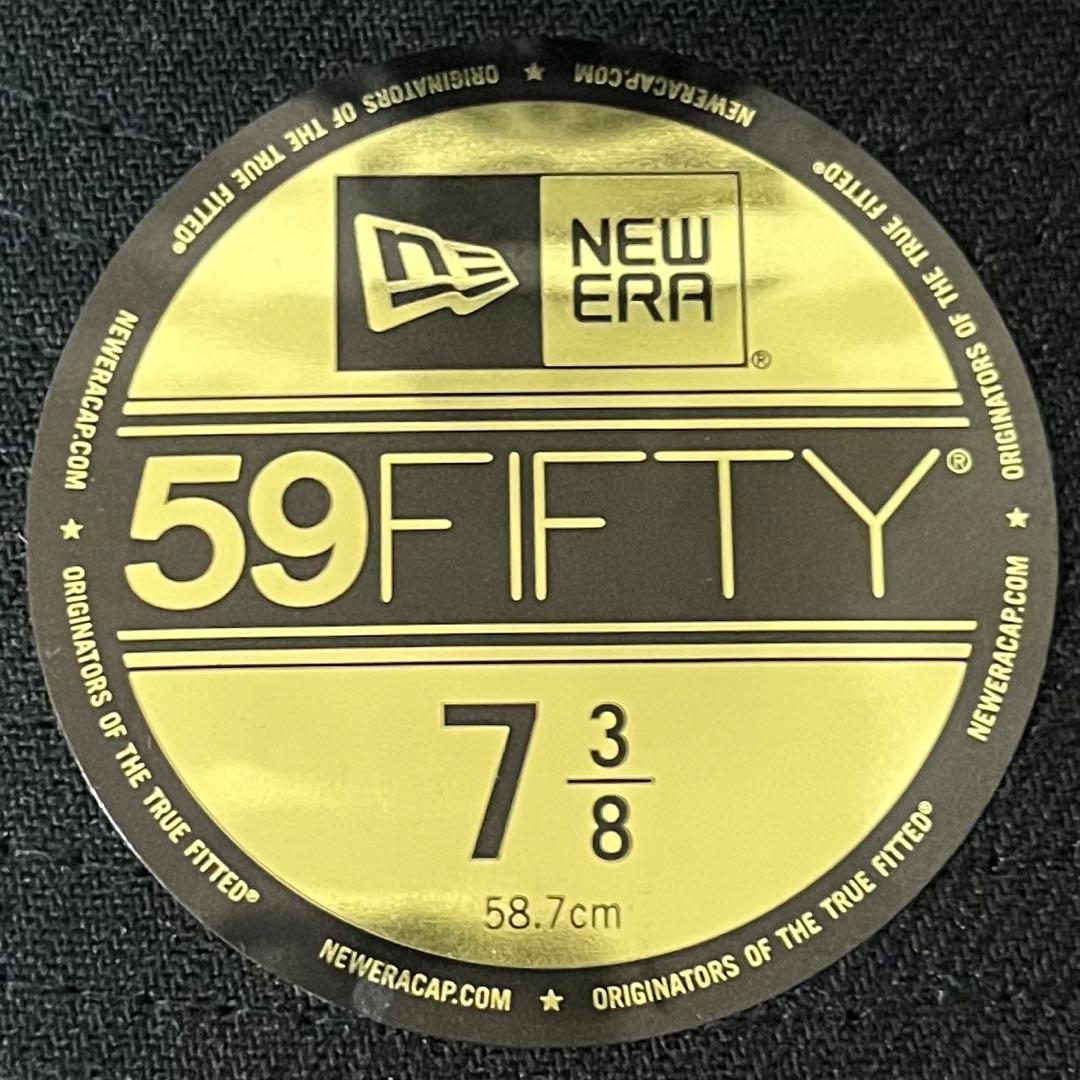 NEW
ERA®
59FIFTY®
7 3/8
58.7cm
ORIGINATORS OF THE TRUE FITTED®
NEWERACAP.COM ★ ORIGINATORS OF THE TRUE FITTED®
NEWERACAP.COM ★ ORIGINATORS OF THE TRUE FITTED®
NEWERACAP.COM ★ ORIGINATORS OF THE TRUE FITTED®
NEWERACAP.COM ★